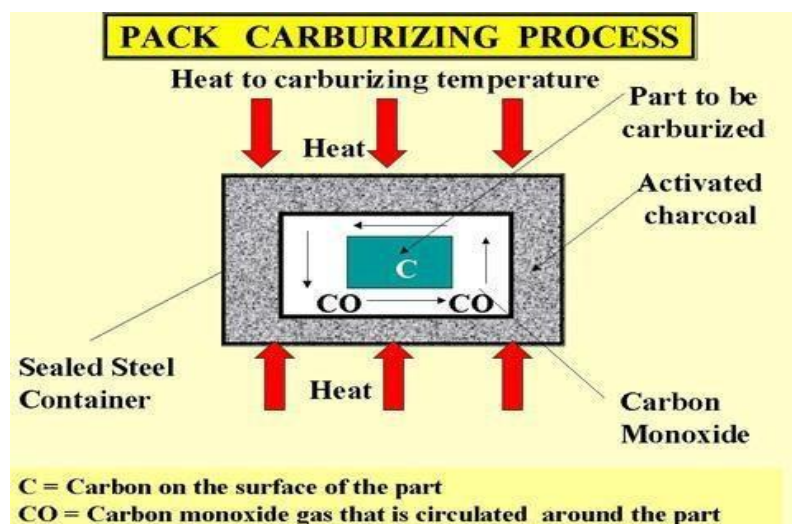 PACK CARBURIZING PROCESS
Heat to carburizing temperature
Part to be
carburized
Heat
Activated
charcoal
C
CO CO
Sealed Steel
Container
Heat
Carbon
Monoxide
C = Carbon on the surface of the part
CO = Carbon monoxide gas that is circulated around the part